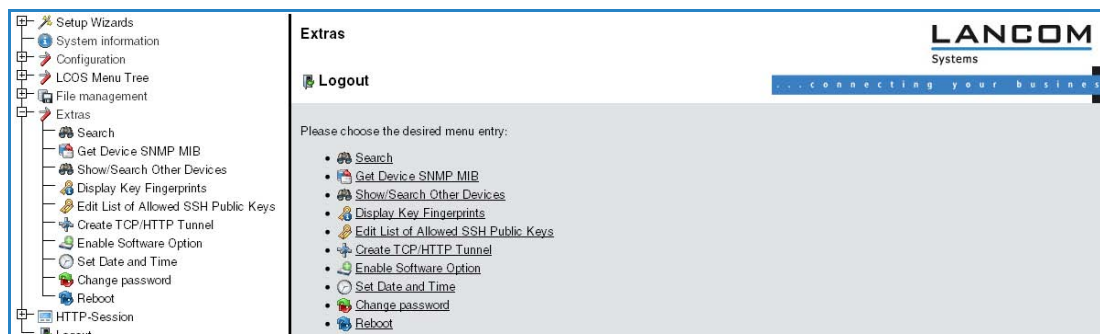 Setup Wizards
System information
Configuration
LCOS Menu Tree
File management
Extras
Search
Get Device SNMP MIB
Show/Search Other Devices
Display Key Fingerprints
Edit List of Allowed SSH Public Keys
Create TCP/HTTP Tunnel
Enable Software Option
Set Date and Time
Change password
Reboot
HTTP-Session
Logout
Extras
LANCOM
Systems
Logout
...connecting your busines
Please choose the desired menu entry:
• Search
• Get Device SNMP MIB
• Show/Search Other Devices
• Display Key Fingerprints
• Edit List of Allowed SSH Public Keys
• Create TCP/HTTP Tunnel
• Enable Software Option
• Set Date and Time
• Change password
• Reboot